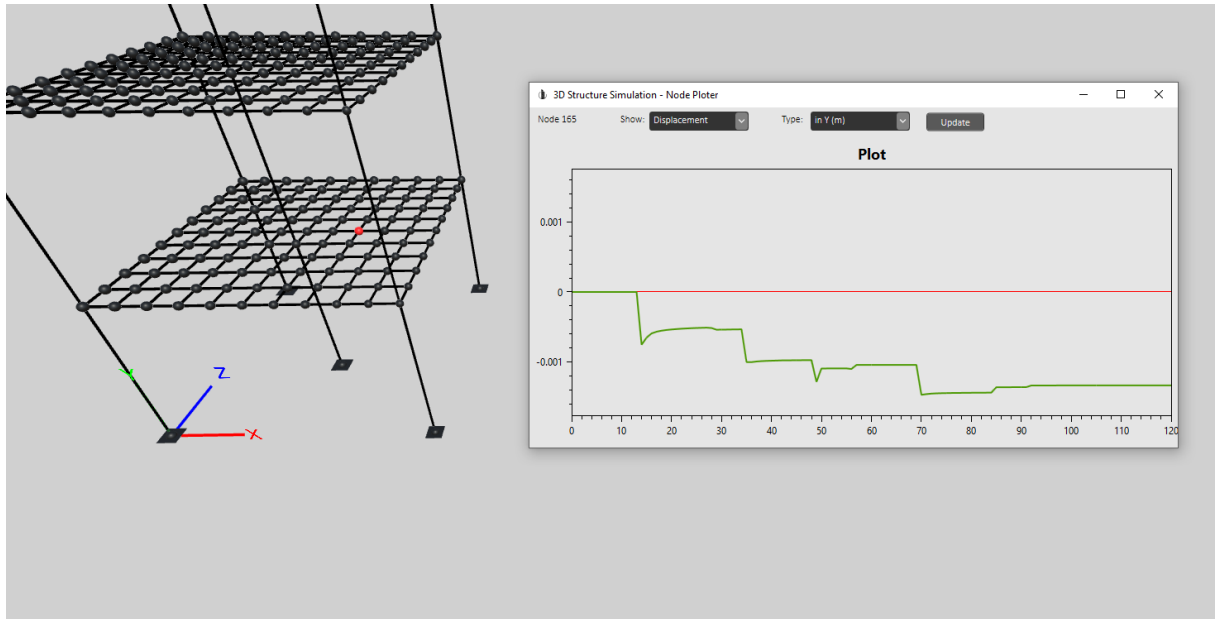 3D Structure Simulation - Node Ploter
Node 165 Show: Displacement Type: in Y (m) Update
Plot
0.001
0
-0.001
0 10 20 30 40 50 60 70 80 90 100 110 120
Y
Z
X